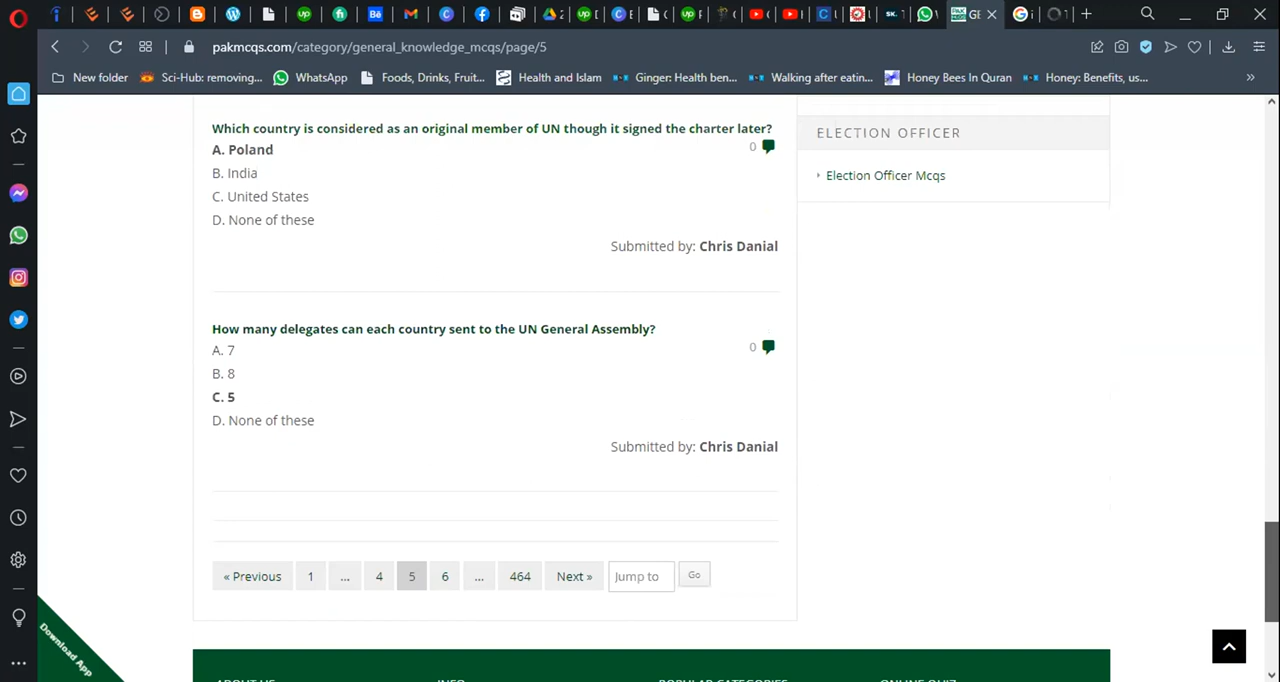 pakmcqs.com/category/general_knowledge_mcqs/page/5
New folder
Sci-Hub: removing...
WhatsApp
Foods, Drinks, Fruit...
Health and Islam
Ginger: Health ben...
Walking after eatin...
Honey Bees In Quran
Honey: Benefits, us...
Which country is considered as an original member of UN though it signed the charter later?
0
A. Poland
B. India
C. United States
D. None of these
Submitted by: Chris Danial
How many delegates can each country sent to the UN General Assembly?
0
A. 7
B. 8
C. 5
D. None of these
Submitted by: Chris Danial
« Previous 1 ... 4 5 6 ... 464 Next » Jump to Go
ELECTION OFFICER
Election Officer Mcqs
Download App